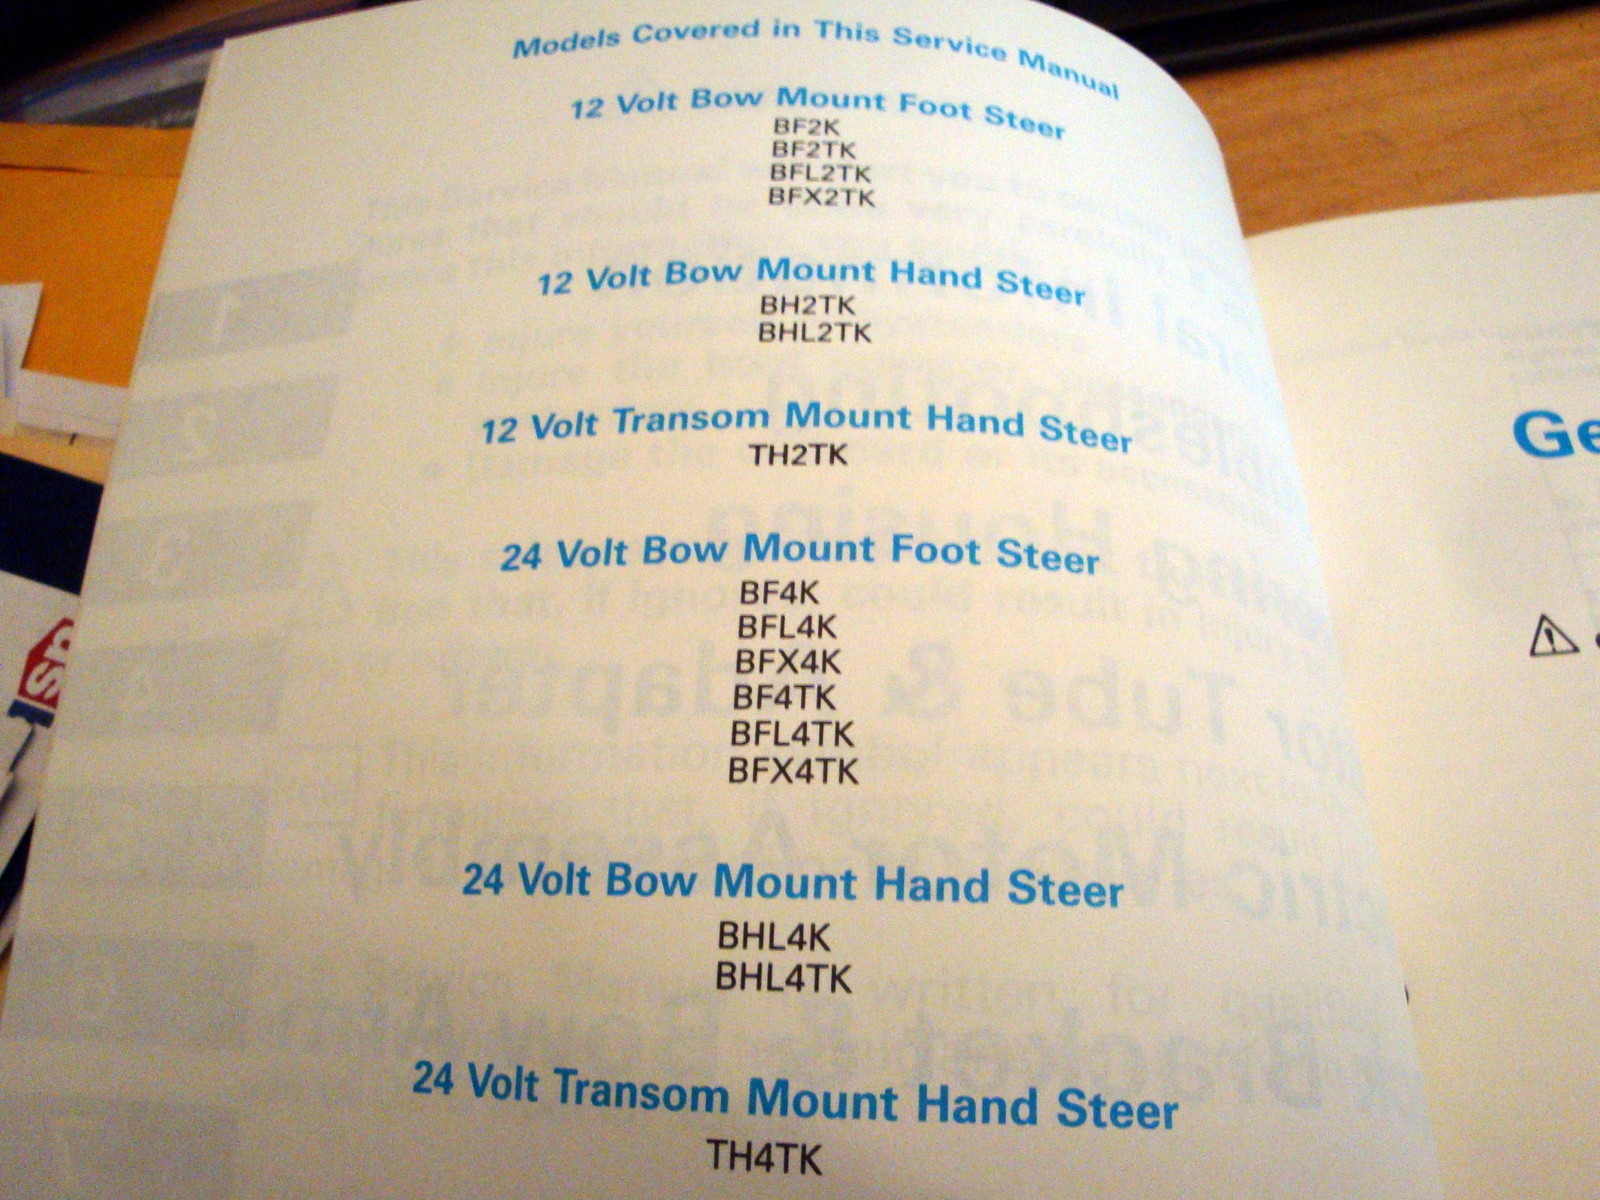 Models Covered in This Service Manual
12 Volt Bow Mount Foot Steer
BF2K
BF2TK
BFL2TK
BFX2TK
12 Volt Bow Mount Hand Steer
BH2TK
BHL2TK
12 Volt Transom Mount Hand Steer
TH2TK
24 Volt Bow Mount Foot Steer
BF4K
BFL4K
BFX4K
BF4TK
BFL4TK
BFX4TK
24 Volt Bow Mount Hand Steer
BHL4K
BHL4TK
24 Volt Transom Mount Hand Steer
TH4TK
Ge